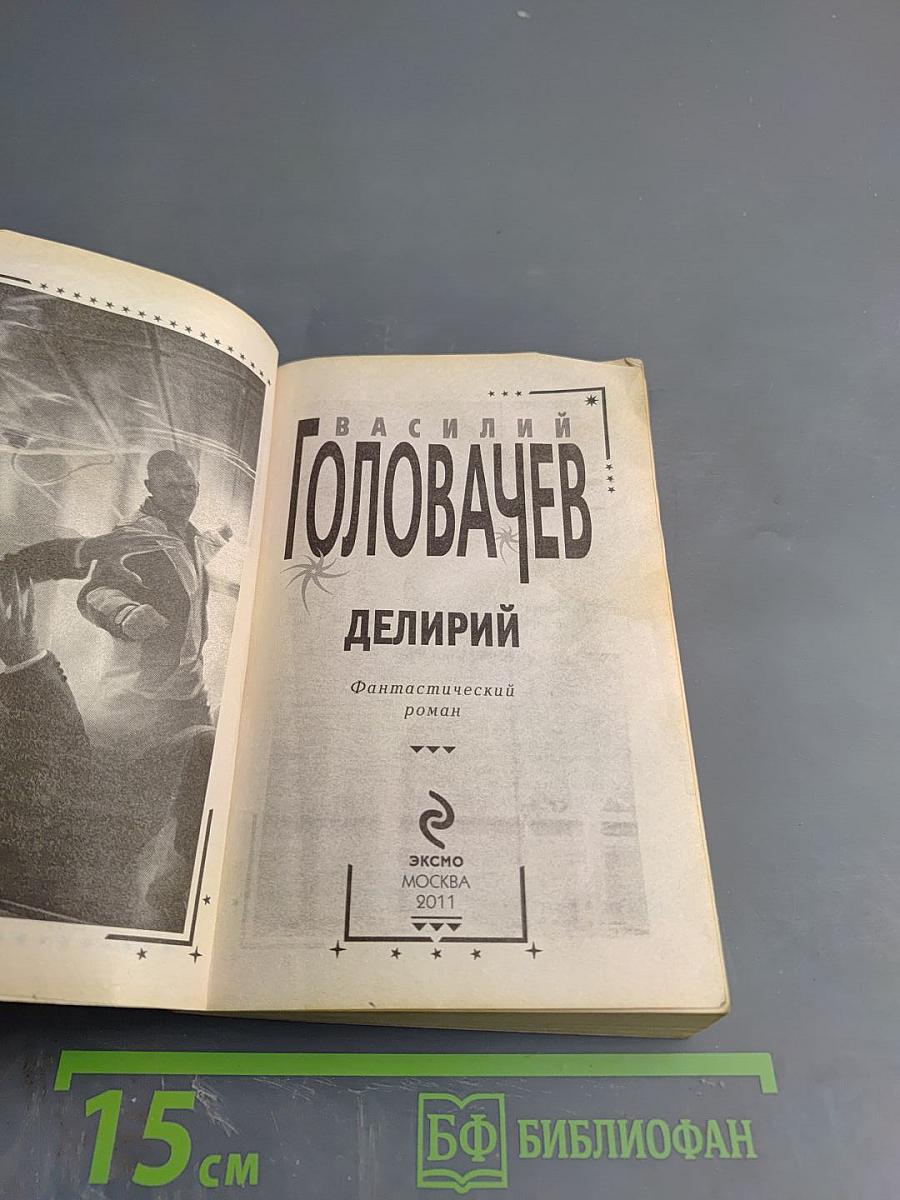 ВАСИЛИЙ
ГОЛОВАЧЕВ
ДЕЛИРИЙ
Фантастический
роман
ЭКСМО
МОСКВА
2011
15 см
БФ БИБЛИОФАН